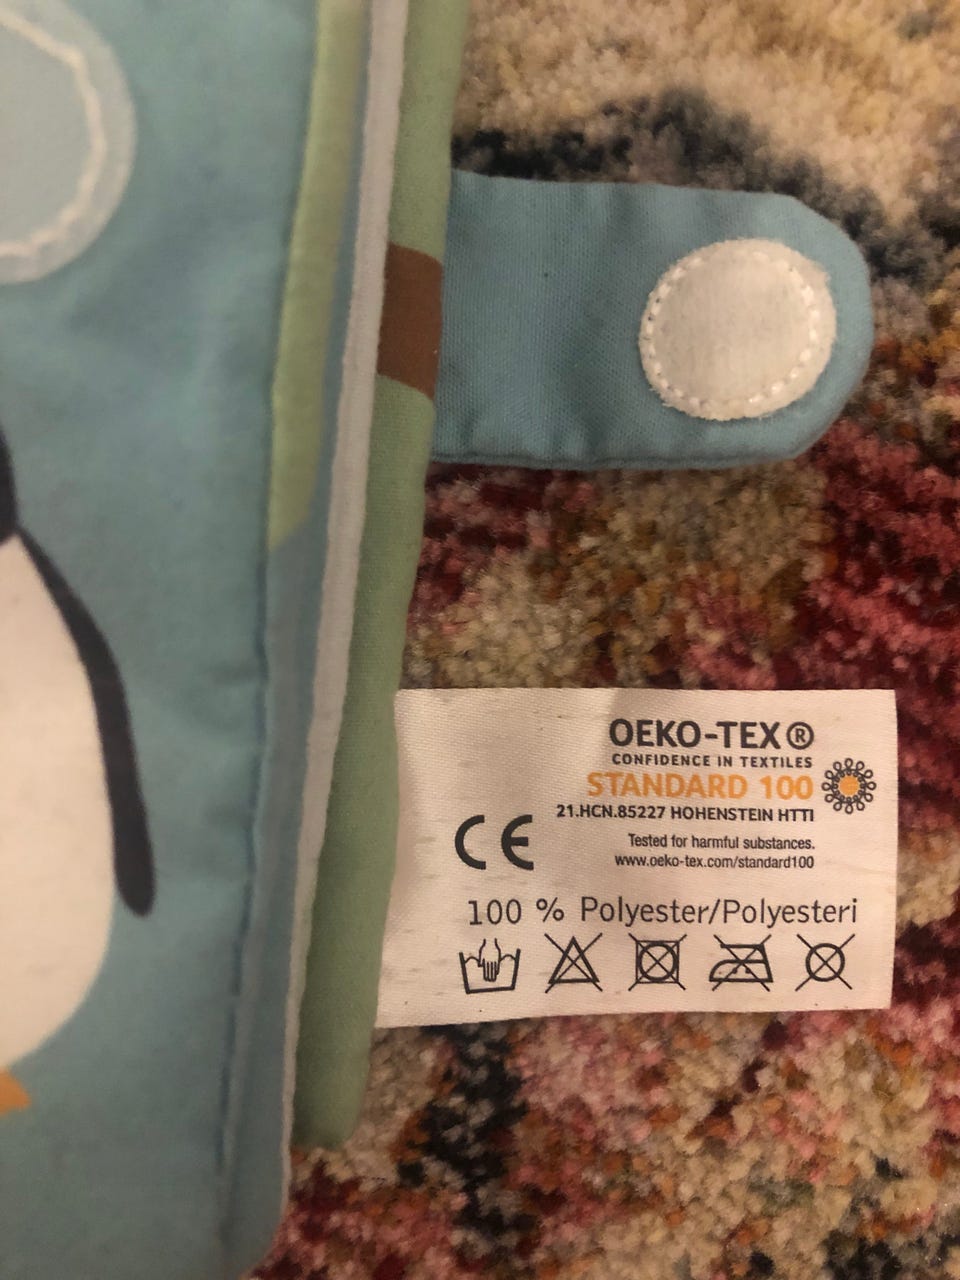 OEKO-TEX®
CONFIDENCE IN TEXTILES
STANDARD 100
21.HCN.85227 HOHENSTEIN HTTI
CE
Tested for harmful substances.
www.oeko-tex.com/standard100
100 % Polyester/Polyesteri